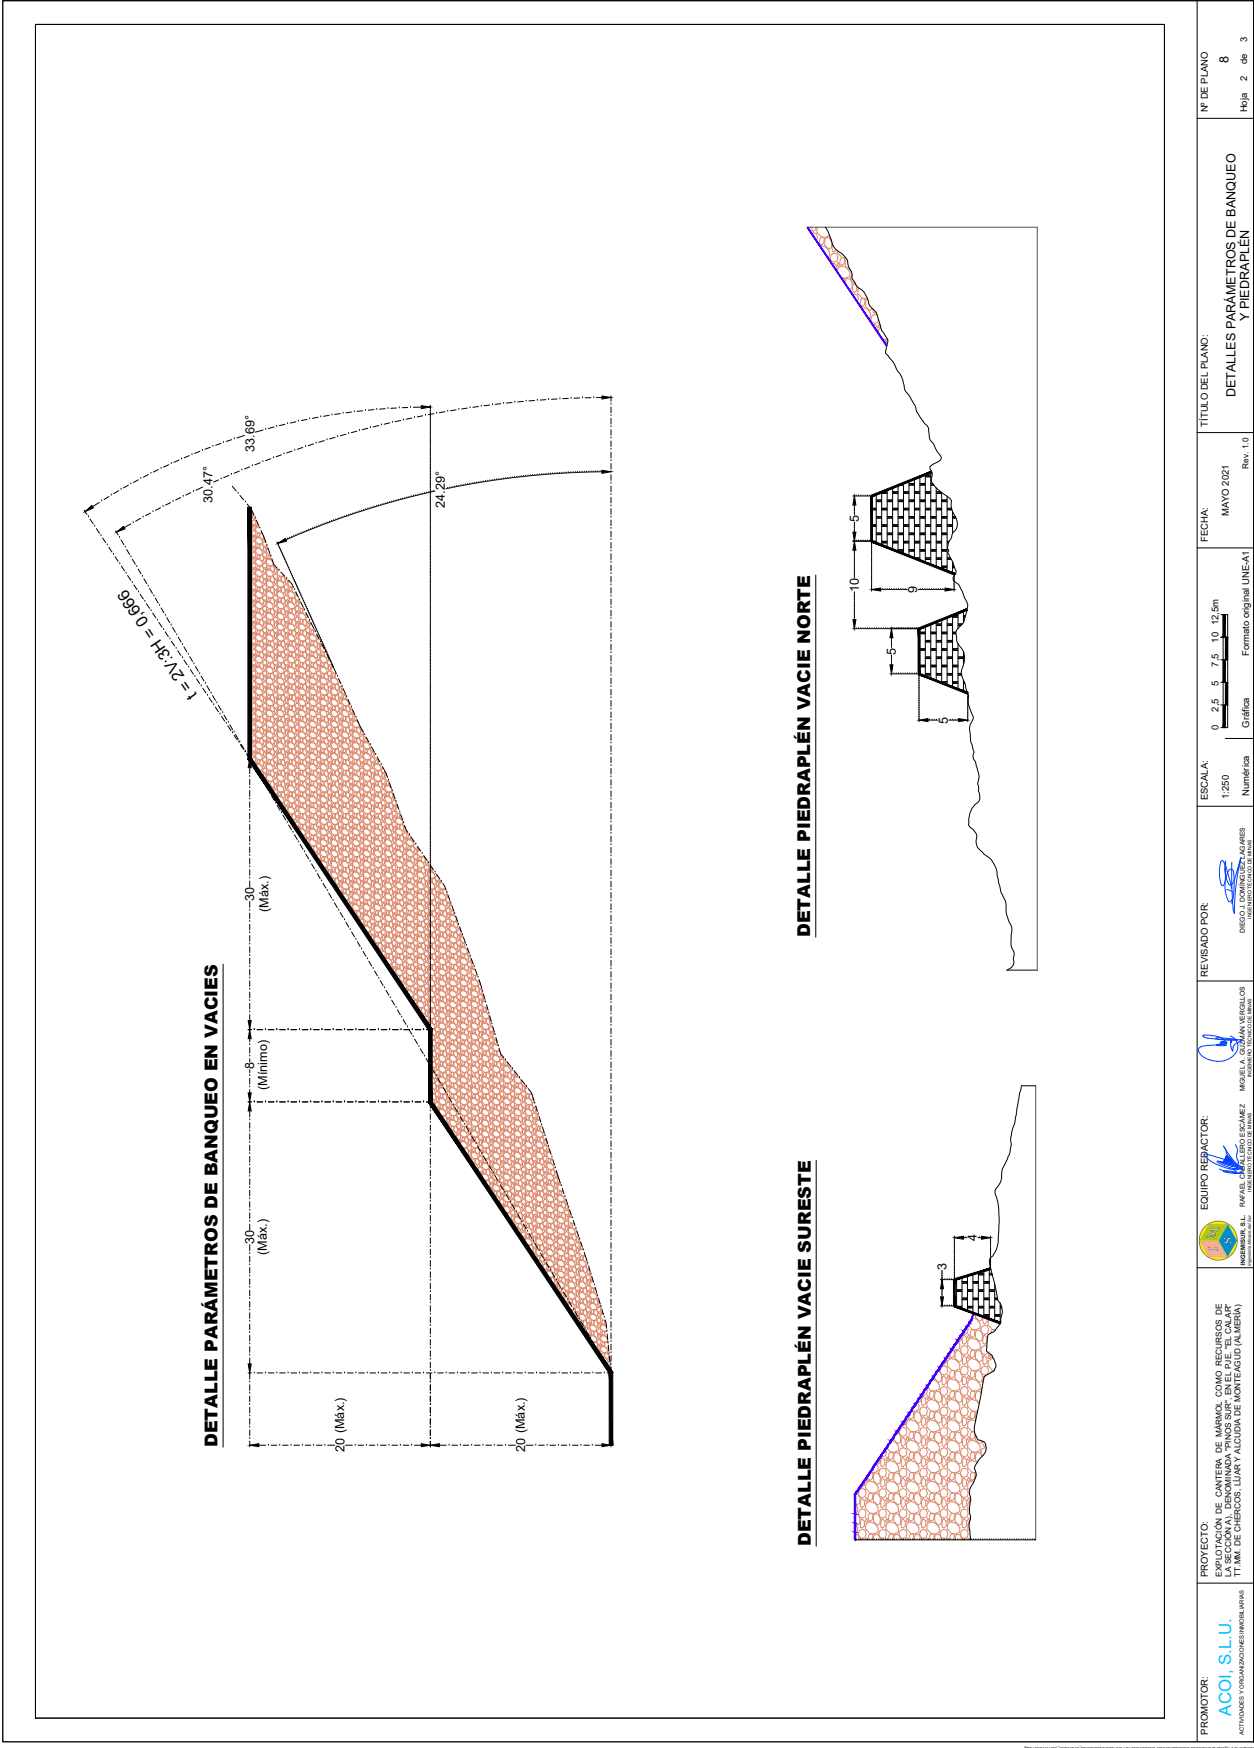 DETALLE PARÁMETROS DE BANQUEO EN VACIES
20 (Máx.)
20 (Máx.)
30
(Máx.)
8
(Mínimo)
30
(Máx.)
t = 2V:3H = 0,666
30.47°
33.69°
24.29°
DETALLE PIEDRAPLÉN VACIE SURESTE
3
4
DETALLE PIEDRAPLÉN VACIE NORTE
5
5
10
9
5
PROMOTOR:
ACOI, S.L.U.
ACTIVIDADES Y ORGANIZACIONES INMOBILIARIAS
PROYECTO:
EXPLOTACIÓN DE CANTERA DE MÁRMOL COMO RECURSOS DE
LA SECCIÓN A), DENOMINADA "PINOS SUR", EN EL PJE. "EL CALAR"
TT.MM. DE CHERCOS, LIJAR Y ALCUDIA DE MONTEAGUD (ALMERÍA)
EQUIPO REDACTOR:
INGEMISUR, S.L.
RAFAEL CABALLERO ESCÁMEZ
INGENIERO TÉCNICO DE MINAS
MIGUEL A. GUZMÁN VERGILLOS
INGENIERO TÉCNICO DE MINAS
REVISADO POR:
DIEGO J. DOMÍNGUEZ LAGARES
INGENIERO TÉCNICO DE MINAS
ESCALA:
1:250
Numérica
0 2,5 5 7,5 10 12,5m
Gráfica
Formato original UNE-A1
FECHA:
MAYO 2021
Rev. 1.0
TÍTULO DEL PLANO:
DETALLES PARÁMETROS DE BANQUEO
Y PIEDRAPLÉN
Nº DE PLANO
8
Hoja 2 de 3